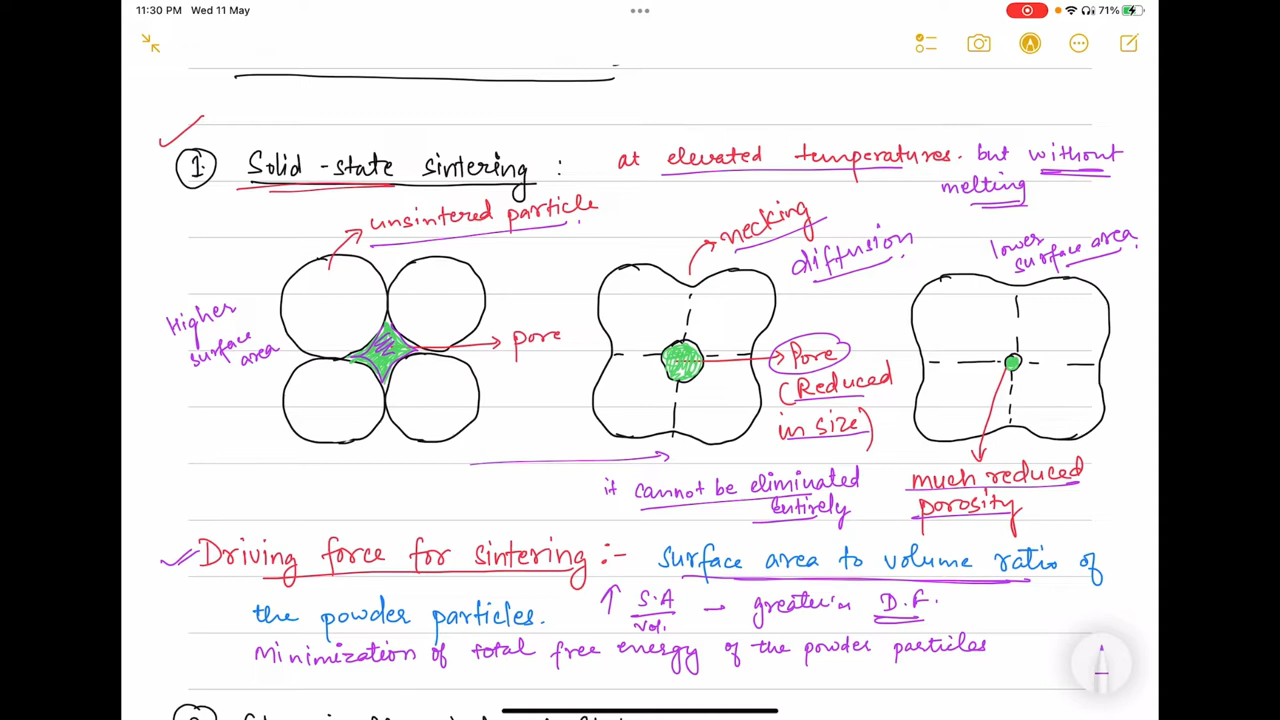 11:30 PM Wed 11 May
71%
1. Solid-state sintering : at elevated temperatures. but without
melting
unsintered particle
necking
diffusion
lower
surface area
Higher
surface
area
pore
Pore
(Reduced
in size)
it cannot be eliminated
entirely
much reduced
porosity
Driving force for sintering :- surface area to volume ratio of
the powder particles. ↑ S.A/Vol. - greater is D.F.
Minimization of total free energy of the powder particles